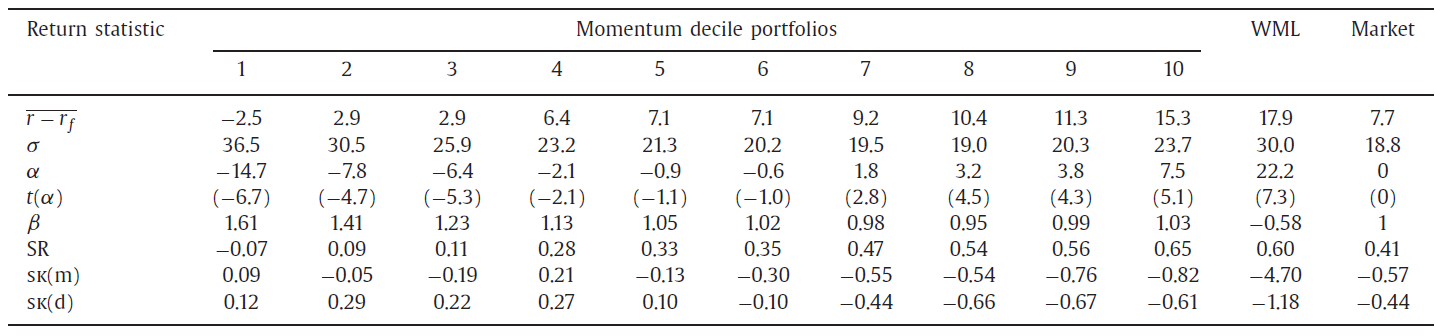 Return statistic Momentum decile portfolios WML Market
1 2 3 4 5 6 7 8 9 10
r − rf −2.5 2.9 2.9 6.4 7.1 7.1 9.2 10.4 11.3 15.3 17.9 7.7
σ 36.5 30.5 25.9 23.2 21.3 20.2 19.5 19.0 20.3 23.7 30.0 18.8
α −14.7 −7.8 −6.4 −2.1 −0.9 −0.6 1.8 3.2 3.8 7.5 22.2 0
t(α) (−6.7) (−4.7) (−5.3) (−2.1) (−1.1) (−1.0) (2.8) (4.5) (4.3) (5.1) (7.3) (0)
β 1.61 1.41 1.23 1.13 1.05 1.02 0.98 0.95 0.99 1.03 −0.58 1
SR −0.07 0.09 0.11 0.28 0.33 0.35 0.47 0.54 0.56 0.65 0.60 0.41
SK(m) 0.09 −0.05 −0.19 0.21 −0.13 −0.30 −0.55 −0.54 −0.76 −0.82 −4.70 −0.57
SK(d) 0.12 0.29 0.22 0.27 0.10 −0.10 −0.44 −0.66 −0.67 −0.61 −1.18 −0.44